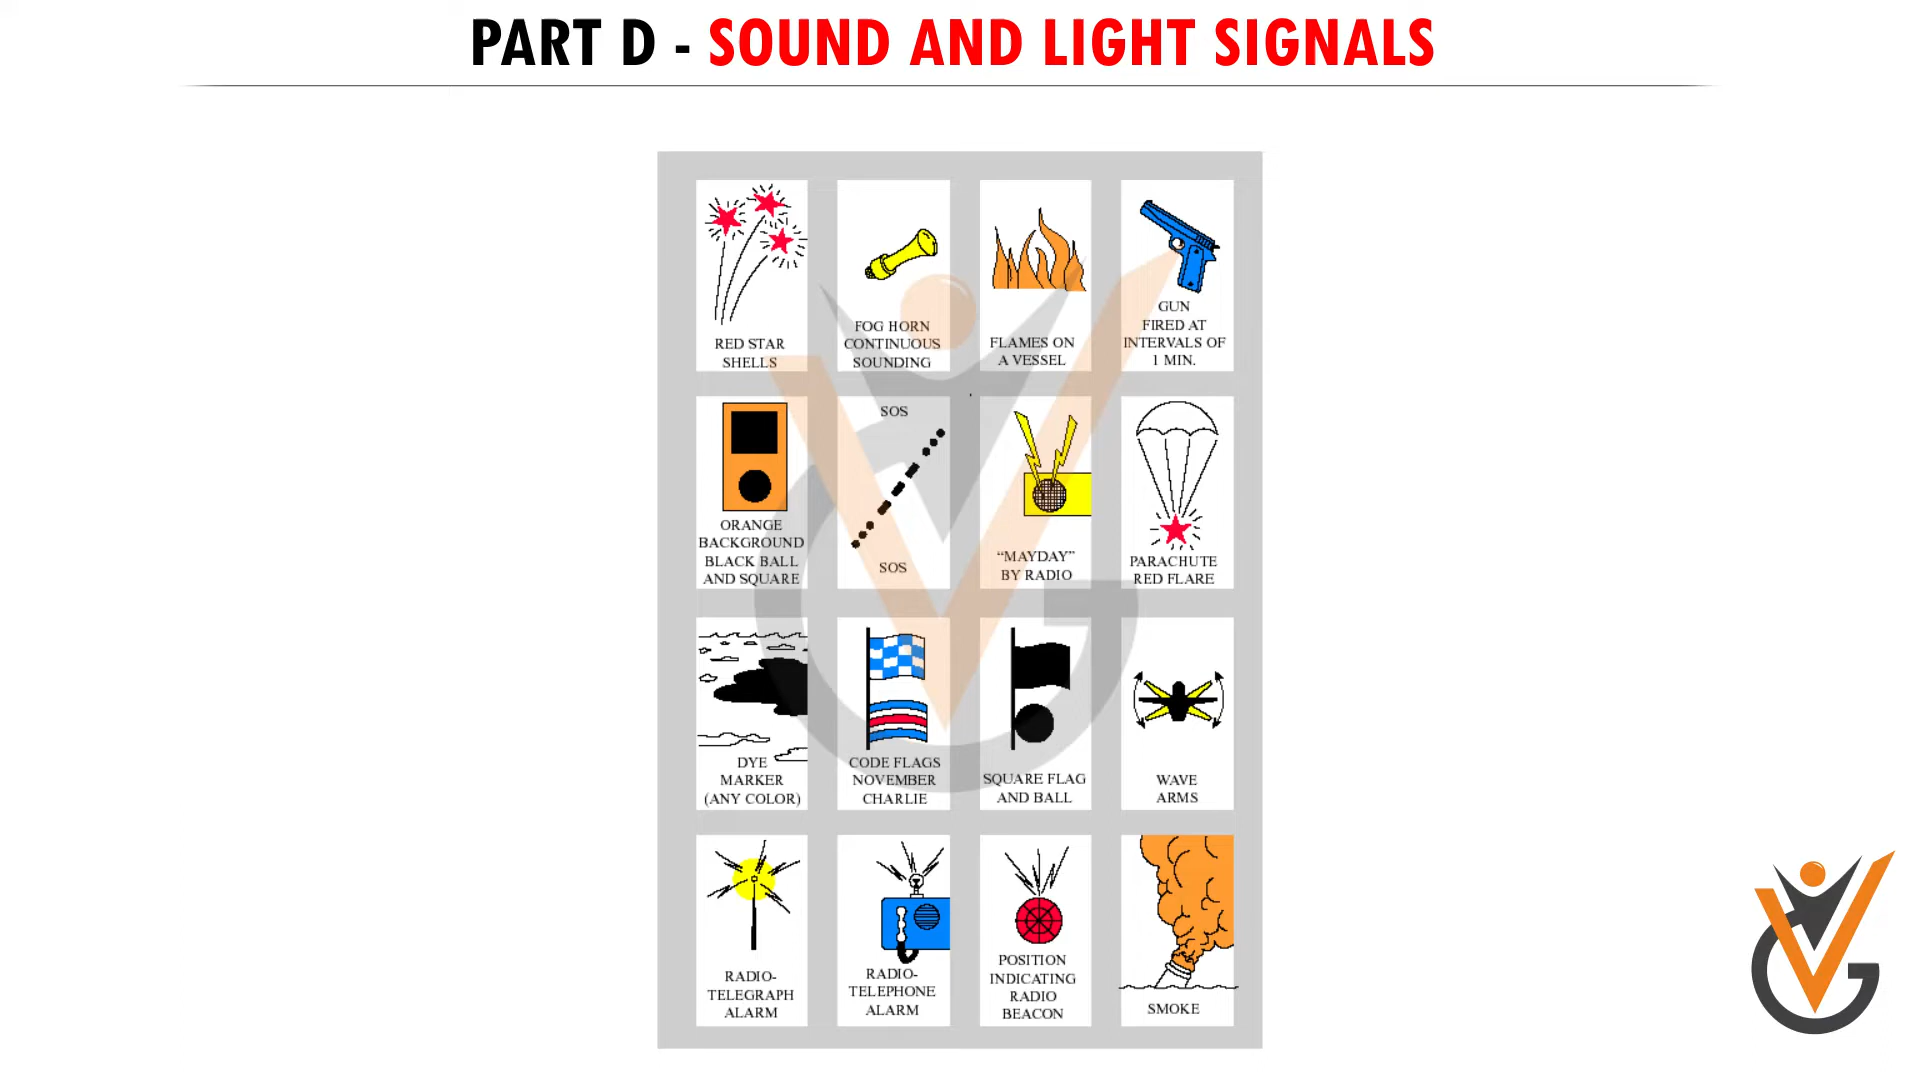 PART D - SOUND AND LIGHT SIGNALS
RED STAR
SHELLS
FOG HORN
CONTINUOUS
SOUNDING
FLAMES ON
A VESSEL
GUN
FIRED AT
INTERVALS OF
1 MIN.
ORANGE
BACKGROUND
BLACK BALL
AND SQUARE
SOS
SOS
“MAYDAY”
BY RADIO
PARACHUTE
RED FLARE
DYE
MARKER
(ANY COLOR)
CODE FLAGS
NOVEMBER
CHARLIE
SQUARE FLAG
AND BALL
WAVE
ARMS
RADIO-
TELEGRAPH
ALARM
RADIO-
TELEPHONE
ALARM
POSITION
INDICATING
RADIO
BEACON
SMOKE